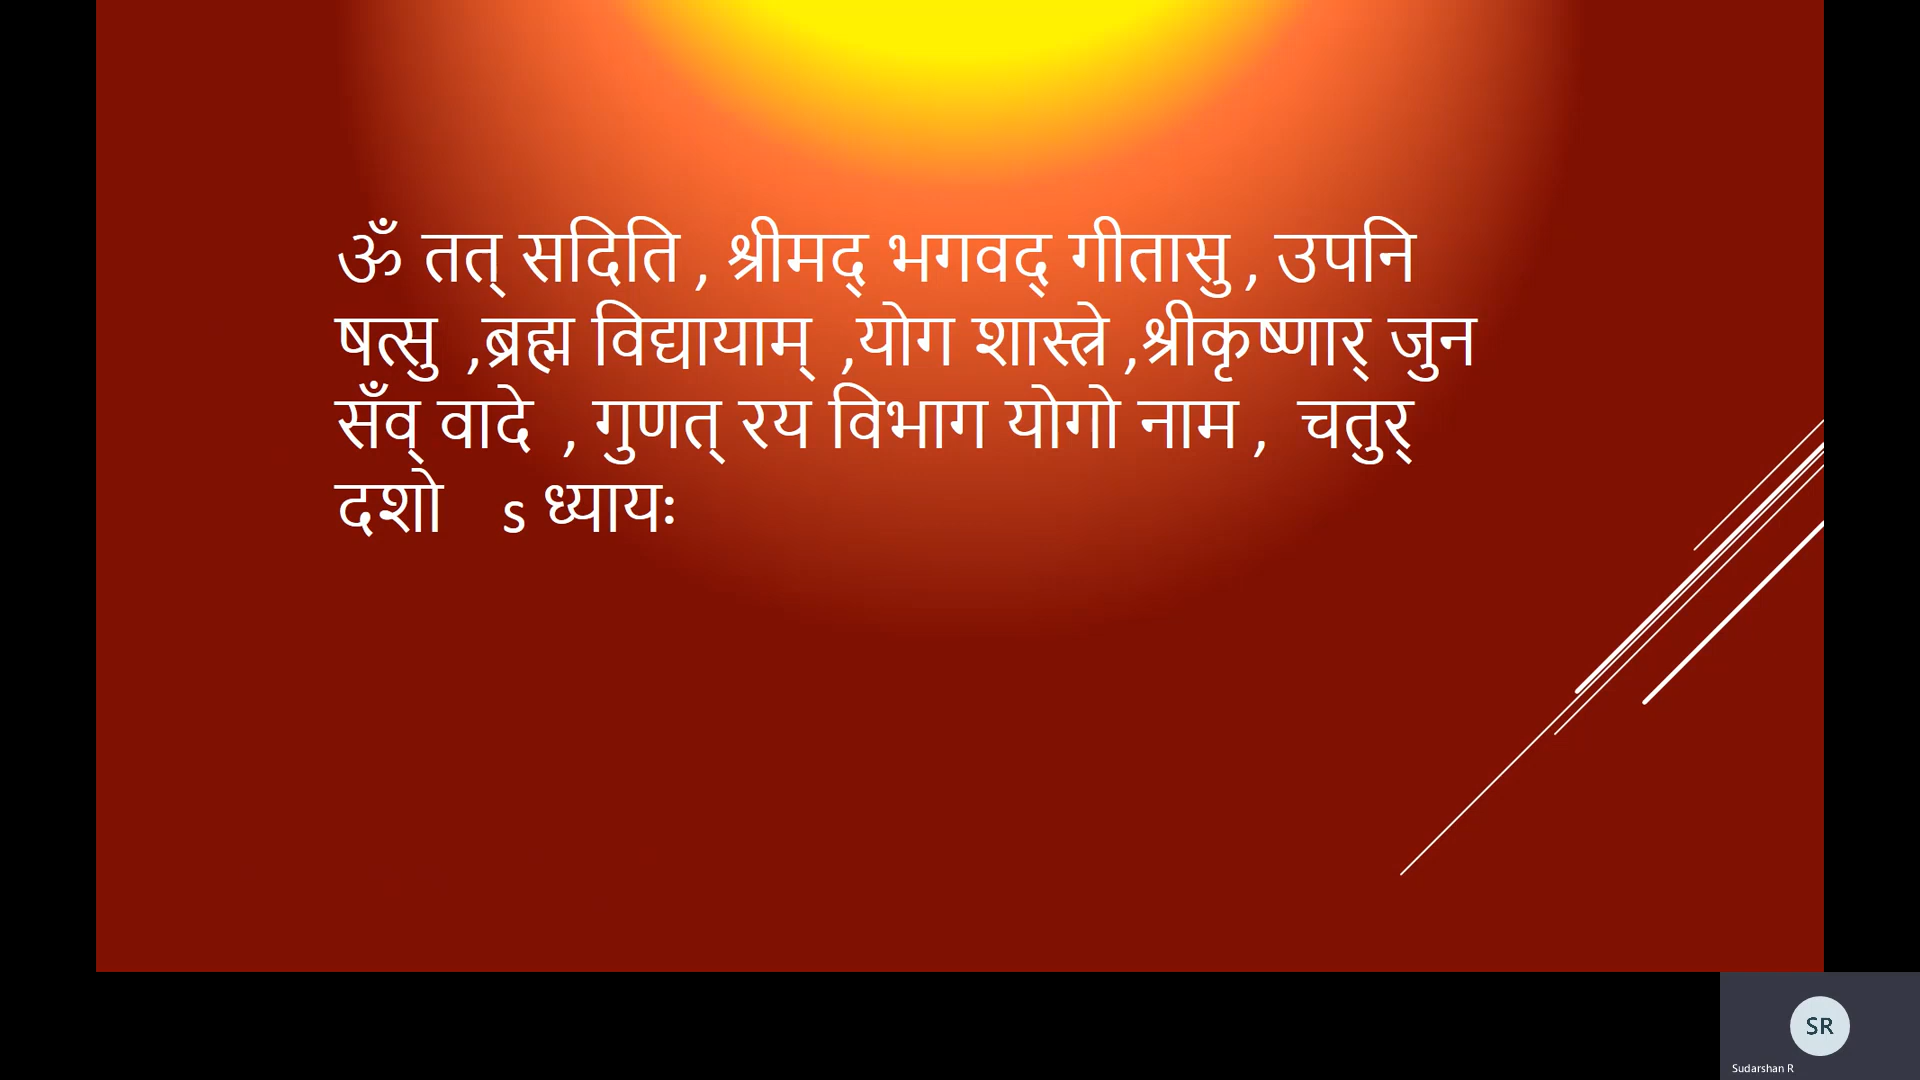 ॐ तत् सदिति , श्रीमद् भगवद् गीतासु , उपनि
षत्सु ,ब्रह्म विद्यायाम् ,योग शास्त्रे ,श्रीकृष्णार् जुन
सँव् वादे , गुणत् रय विभाग योगो नाम , चतुर्
दशो s ध्यायः
SR
Sudarshan R